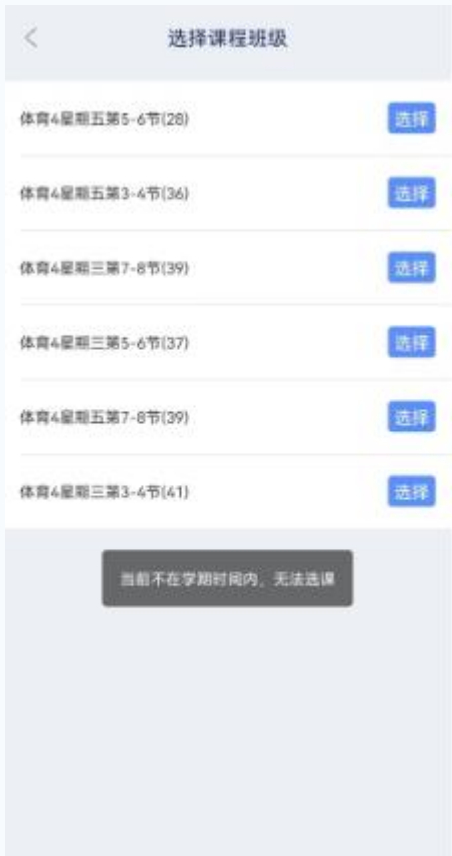 选择课程班级
体育4星期五第5-6节(28)
选择
体育4星期五第3-4节(36)
选择
体育4星期三第7-8节(39)
选择
体育4星期三第5-6节(37)
选择
体育4星期五第7-8节(39)
选择
体育4星期三第3-4节(41)
选择
当前不在学期时间内，无法选课